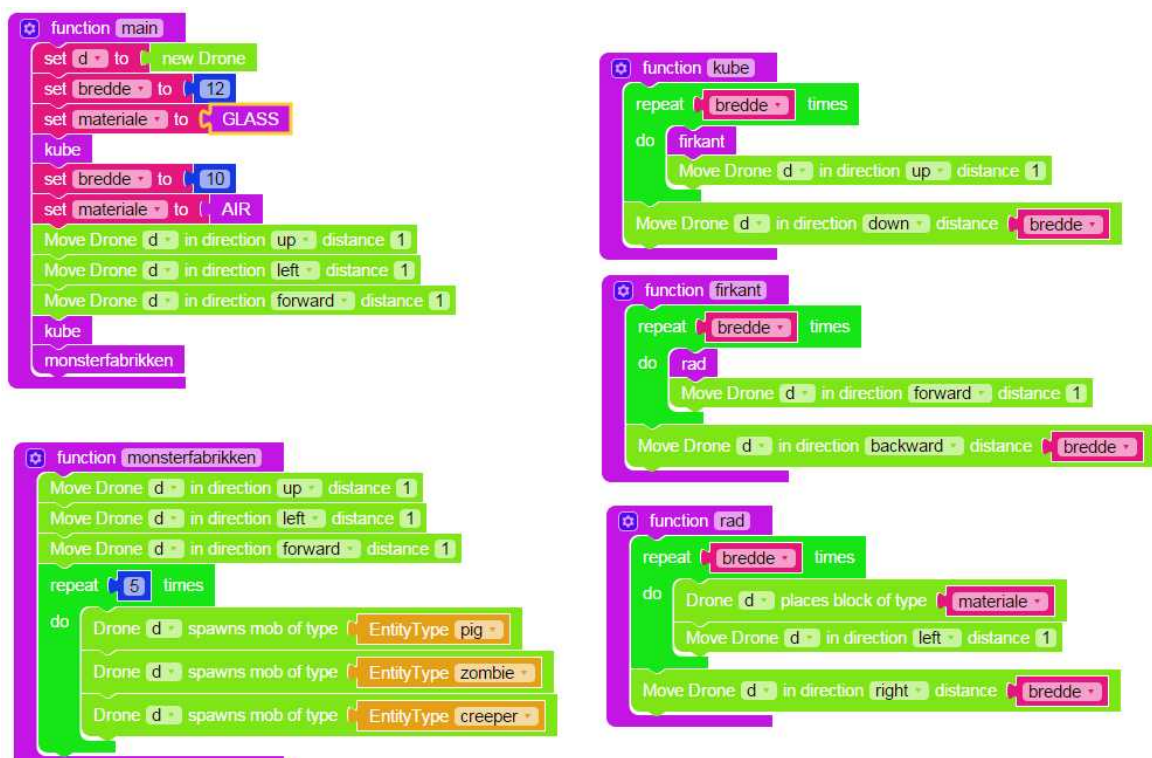 function main
set d to new Drone
set bredde to 12
set materiale to GLASS
kube
set bredde to 10
set materiale to AIR
Move Drone d in direction up distance 1
Move Drone d in direction left distance 1
Move Drone d in direction forward distance 1
kube
monsterfabrikken
function monsterfabrikken
Move Drone d in direction up distance 1
Move Drone d in direction left distance 1
Move Drone d in direction forward distance 1
repeat 5 times
do Drone d spawns mob of type EntityType pig
Drone d spawns mob of type EntityType zombie
Drone d spawns mob of type EntityType creeper
function kube
repeat bredde times
do firkant
Move Drone d in direction up distance 1
Move Drone d in direction down distance bredde
function firkant
repeat bredde times
do rad
Move Drone d in direction forward distance 1
Move Drone d in direction backward distance bredde
function rad
repeat bredde times
do Drone d places block of type materiale
Move Drone d in direction left distance 1
Move Drone d in direction right distance bredde